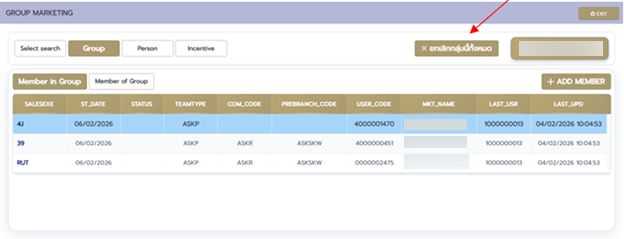 GROUP MARKETING
EXIT
Select search Group Person Incentive × ยกเลิกกลุ่มนี้ทั้งหมด
Member in Group Member of Group + ADD MEMBER
SALESEXE ST_DATE STATUS TEAMTYPE COM_CODE PREBRANCH_CODE USER_CODE MKT_NAME LAST_USR LAST_UPD
4J 06/02/2026 ASKP 4000001470 1000000013 04/02/2026 10:04:53
39 06/02/2026 ASKP ASKR ASKSKW 4000000451 1000000013 04/02/2026 10:04:53
RUT 06/02/2026 ASKP ASKR ASKSKW 0000002475 1000000013 04/02/2026 10:04:53